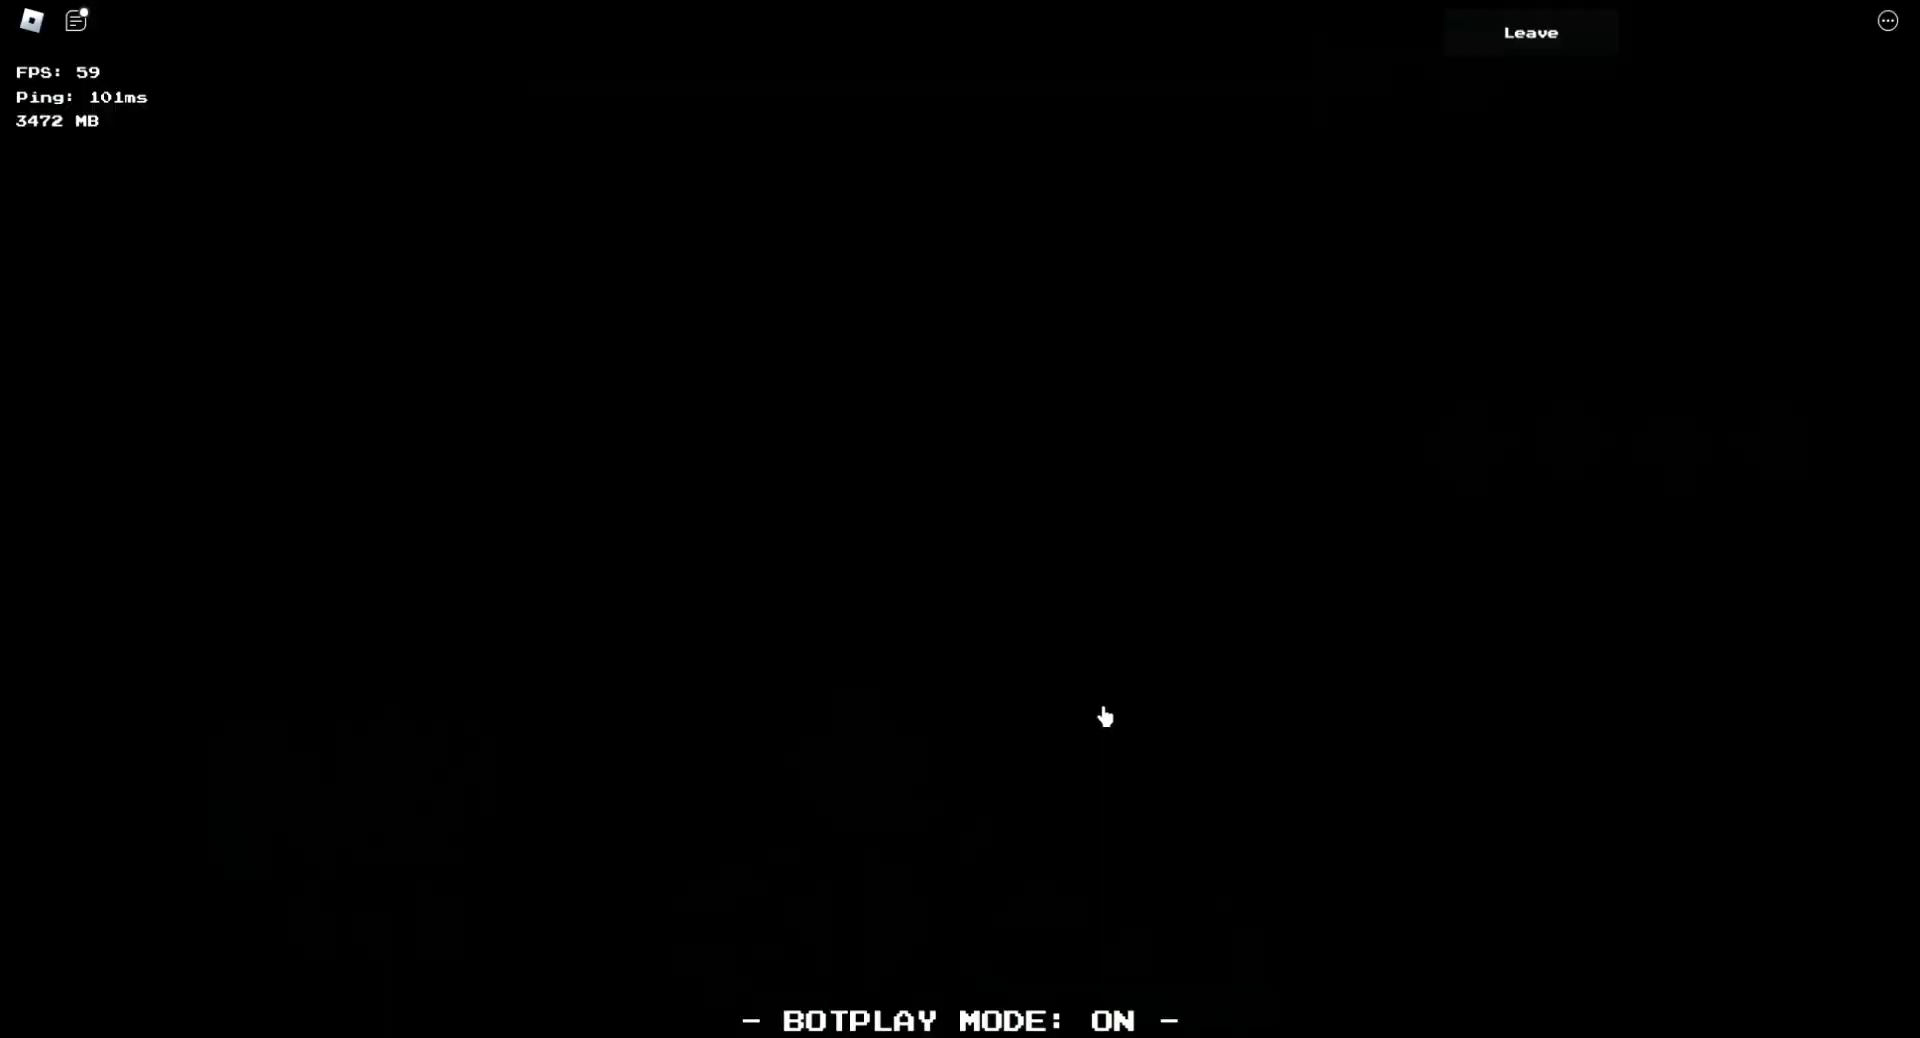 Leave
FPS: 59
Ping: 101ms
3472 MB
- BOTPLAY MODE: ON -